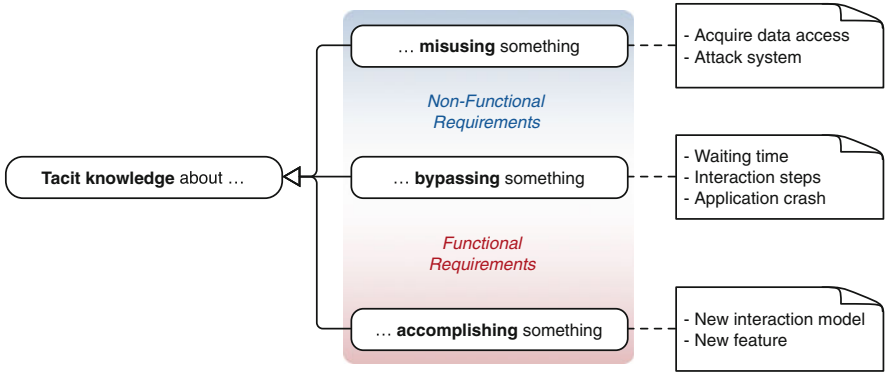 ... misusing something
- Acquire data access
- Attack system
Non-Functional
Requirements
Tacit knowledge about ...
... bypassing something
- Waiting time
- Interaction steps
- Application crash
Functional
Requirements
... accomplishing something
- New interaction model
- New feature